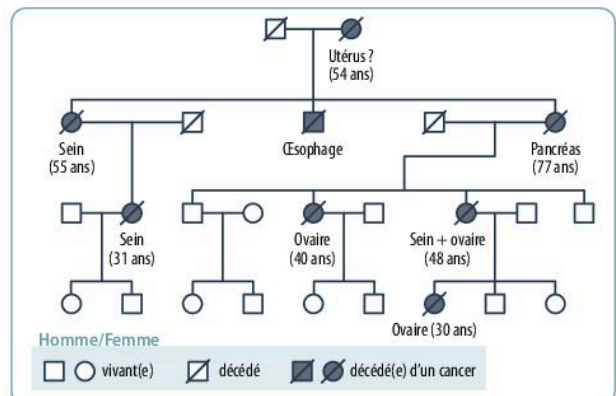 Utérus ?
(54 ans)
Sein
(55 ans)
Œsophage
Pancréas
(77 ans)
Sein
(31 ans)
Ovaire
(40 ans)
Sein + ovaire
(48 ans)
Ovaire (30 ans)
Homme/Femme
vivant(e)
décédé
décédé(e) d'un cancer